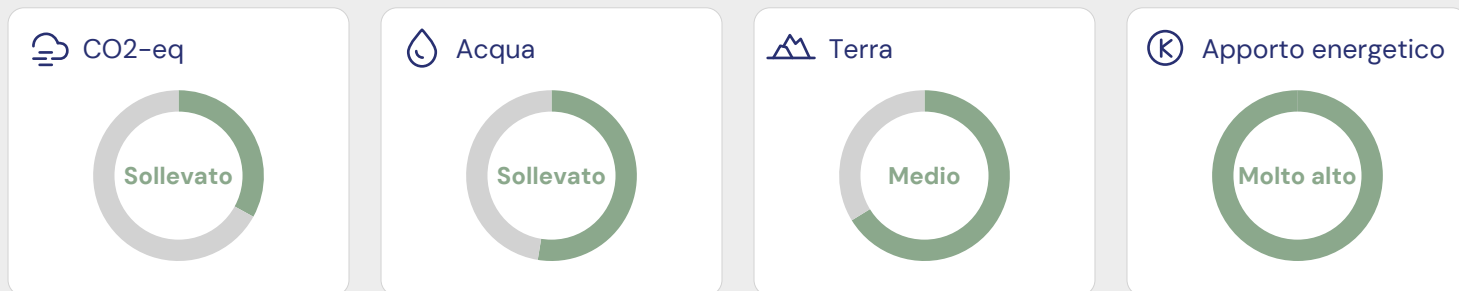 CO2-eq
Sollevato
Acqua
Sollevato
Terra
Medio
Apporto energetico
Molto alto